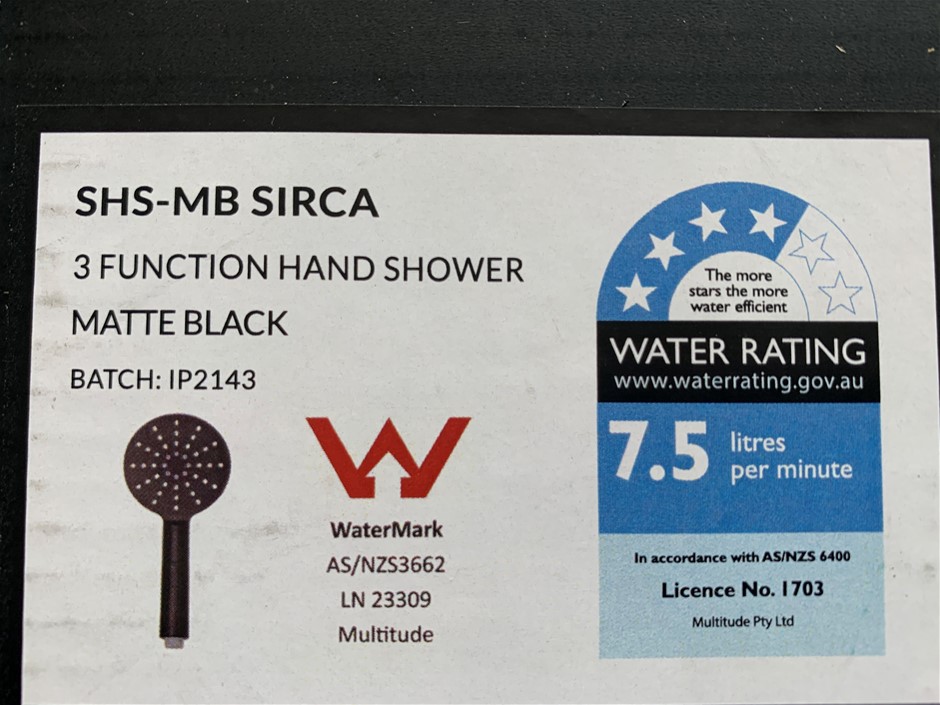 SHS-MB SIRCA
3 FUNCTION HAND SHOWER
MATTE BLACK
BATCH: IP2143
WaterMark
AS/NZS3662
LN 23309
Multitude
The more
stars the more
water efficient
WATER RATING
www.waterrating.gov.au
7.5 litres
per minute
In accordance with AS/NZS 6400
Licence No. 1703
Multitude Pty Ltd